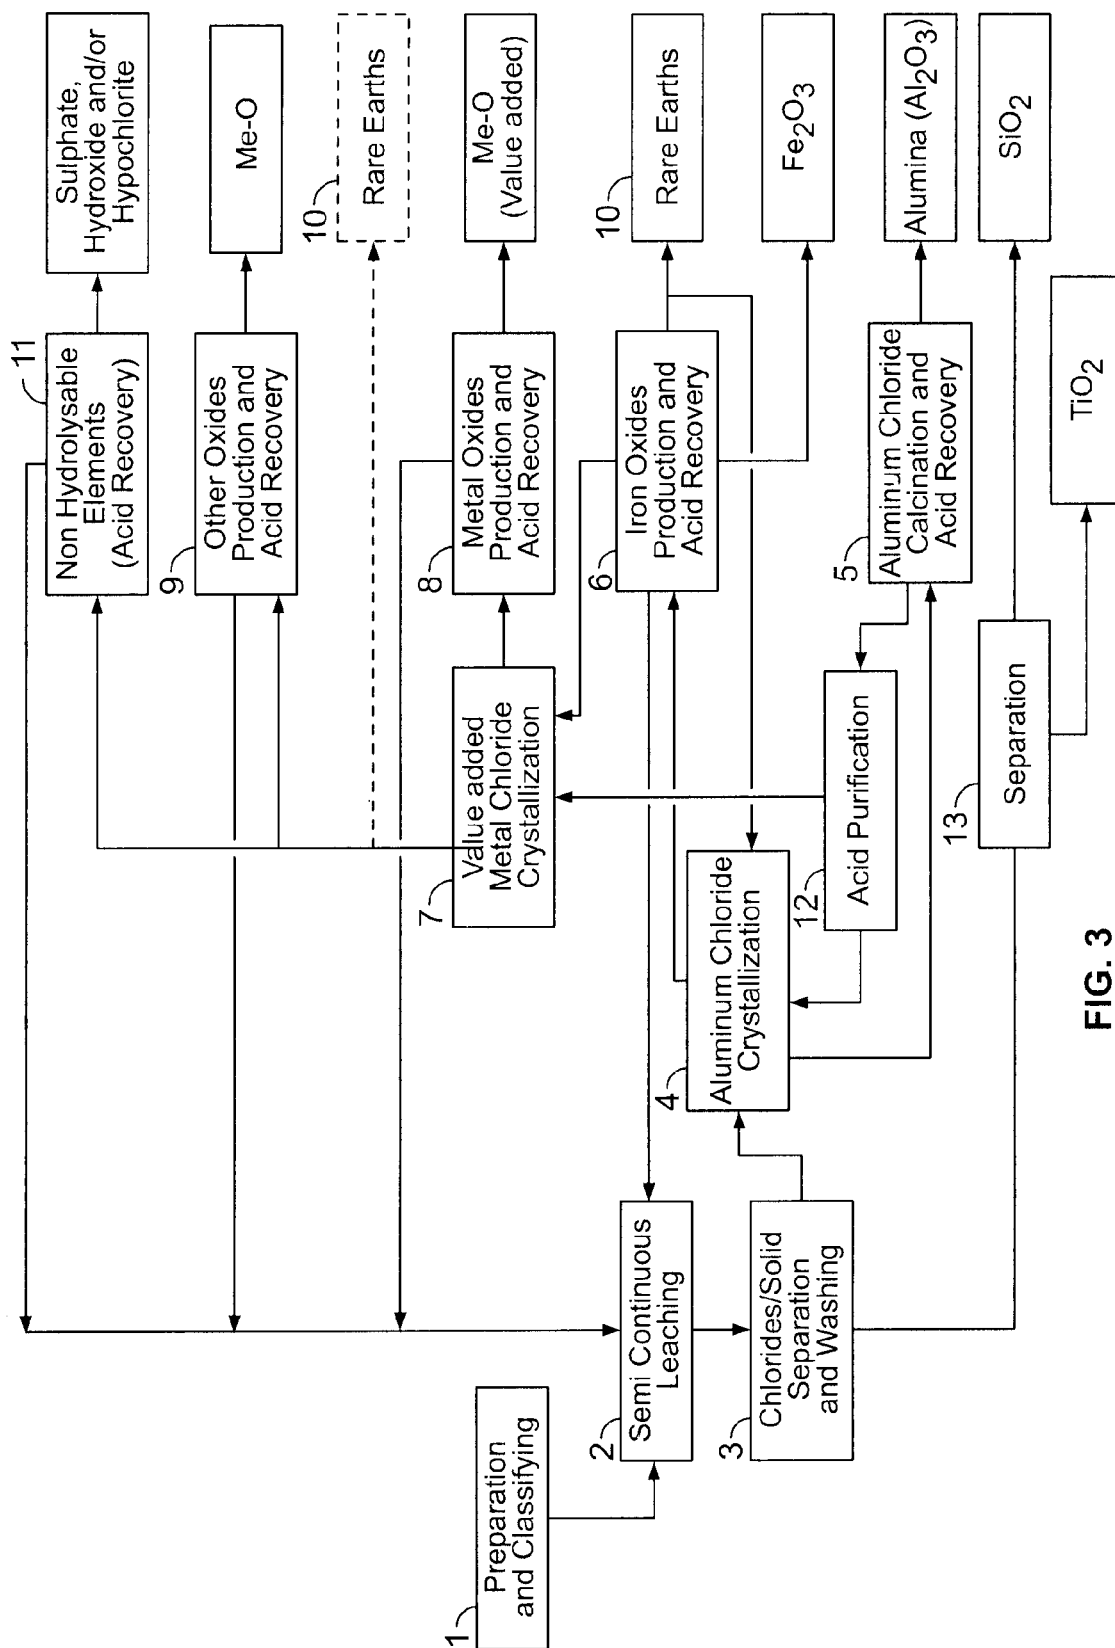 1
Preparation
and Classifying
2
Semi Continuous
Leaching
3
Chlorides/Solid
Separation
and Washing
4
Aluminum Chloride
Crystallization
5
Aluminum Chloride
Calcination and
Acid Recovery
6
Iron Oxides
Production and
Acid Recovery
7
Value added
Metal Chloride
Crystallization
8
Metal Oxides
Production and
Acid Recovery
9
Other Oxides
Production and
Acid Recovery
11
Non Hydrolysable
Elements
(Acid Recovery)
12
Acid Purification
13
Separation
Sulphate,
Hydroxide and/or
Hypochlorite
Me-O
10
Rare Earths
Me-O
(Value added)
10
Rare Earths
Fe2O3
Alumina (Al2O3)
SiO2
TiO2
FIG. 3